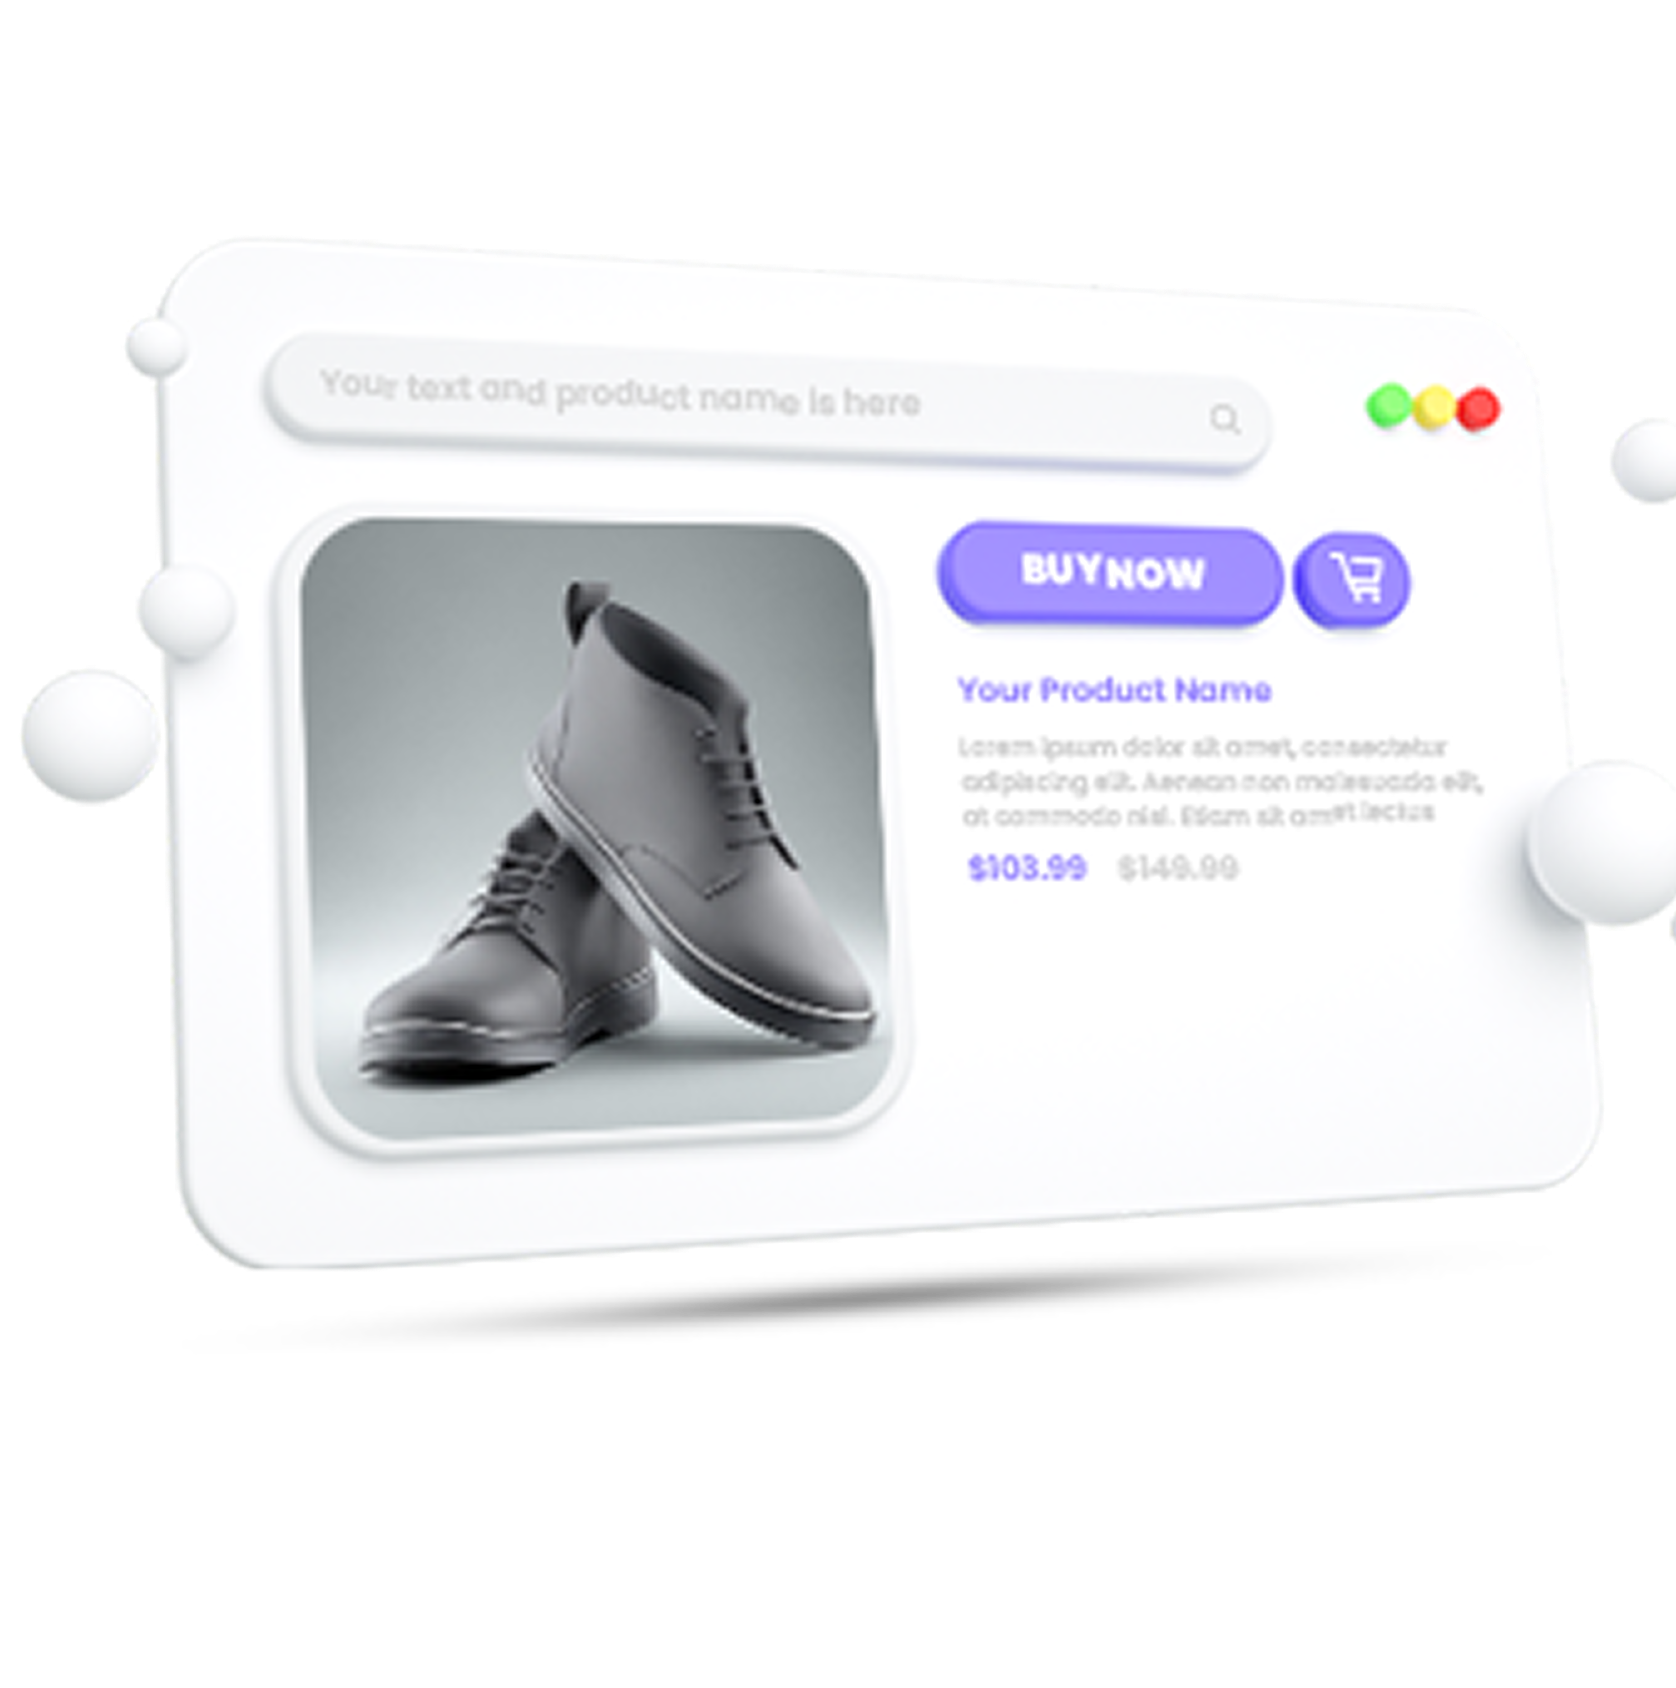 Your text and product name is here
BUY NOW
Your Product Name
Lorem ipsum dolor sit amet, consectetur
adipiscing elit. Aenean non malesuada elit,
at commodo nisl. Etiam sit amet lectus
$103.99 $149.99